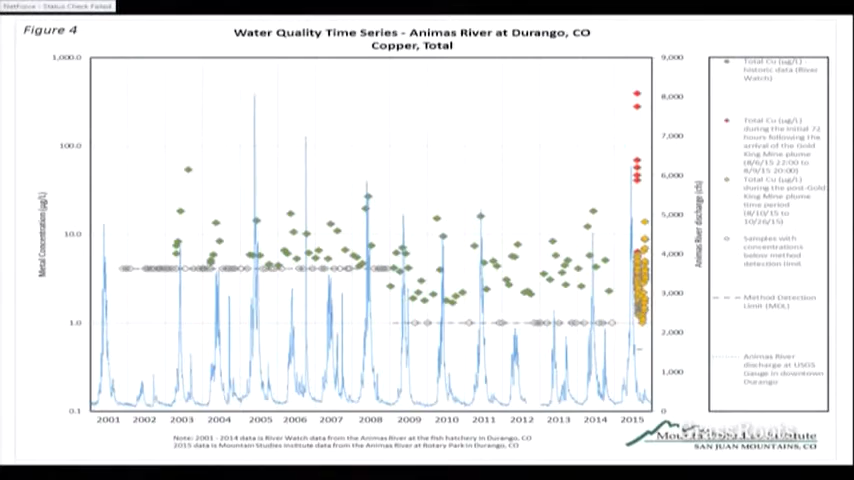 NetForce : Status Check Failed
Figure 4
Water Quality Time Series - Animas River at Durango, CO
Copper, Total
1,000.0
100.0
10.0
1.0
0.1
Metal Concentration (µg/L)
9,000
8,000
7,000
6,000
5,000
4,000
3,000
2,000
1,000
0
Animas River discharge (cfs)
2001 2002 2003 2004 2005 2006 2007 2008 2009 2010 2011 2012 2013 2014 2015
Total Cu (µg/L) -
historic data (River
Watch)
Total Cu (µg/L)
during the initial 72
hours following the
arrival of the Gold
King Mine plume
(8/6/15 22:00 to
8/9/15 20:00)
Total Cu (µg/L)
during the post-Gold
King Mine plume
time period
(8/10/15 to
10/26/15)
Samples with
concentrations
below method
detection limit
Method Detection
Limit (MDL)
Animas River
discharge at USGS
Gauge in downtown
Durango
Note: 2001 - 2014 data is River Watch data from the Animas River at the fish hatchery in Durango, CO
2015 data is Mountain Studies Institute data from the Animas River at Rotary Park in Durango, CO
SAN JUAN MOUNTAINS, CO